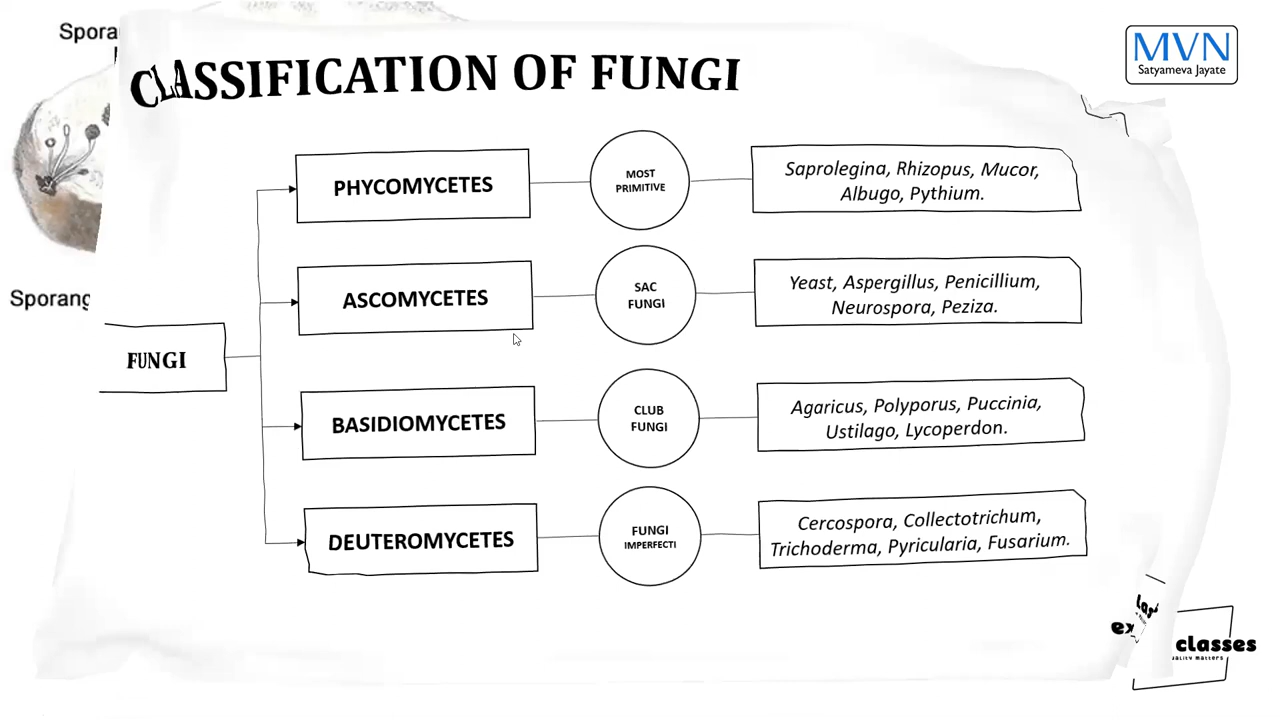 Spora
CLASSIFICATION OF FUNGI
MVN
Satyameva Jayate
PHYCOMYCETES
MOST
PRIMITIVE
Saprolegina, Rhizopus, Mucor,
Albugo, Pythium.
ASCOMYCETES
SAC
FUNGI
Yeast, Aspergillus, Penicillium,
Neurospora, Peziza.
Sporang
FUNGI
BASIDIOMYCETES
CLUB
FUNGI
Agaricus, Polyporus, Puccinia,
Ustilago, Lycoperdon.
DEUTEROMYCETES
FUNGI
IMPERFECTI
Cercospora, Collectotrichum,
Trichoderma, Pyricularia, Fusarium.
classes